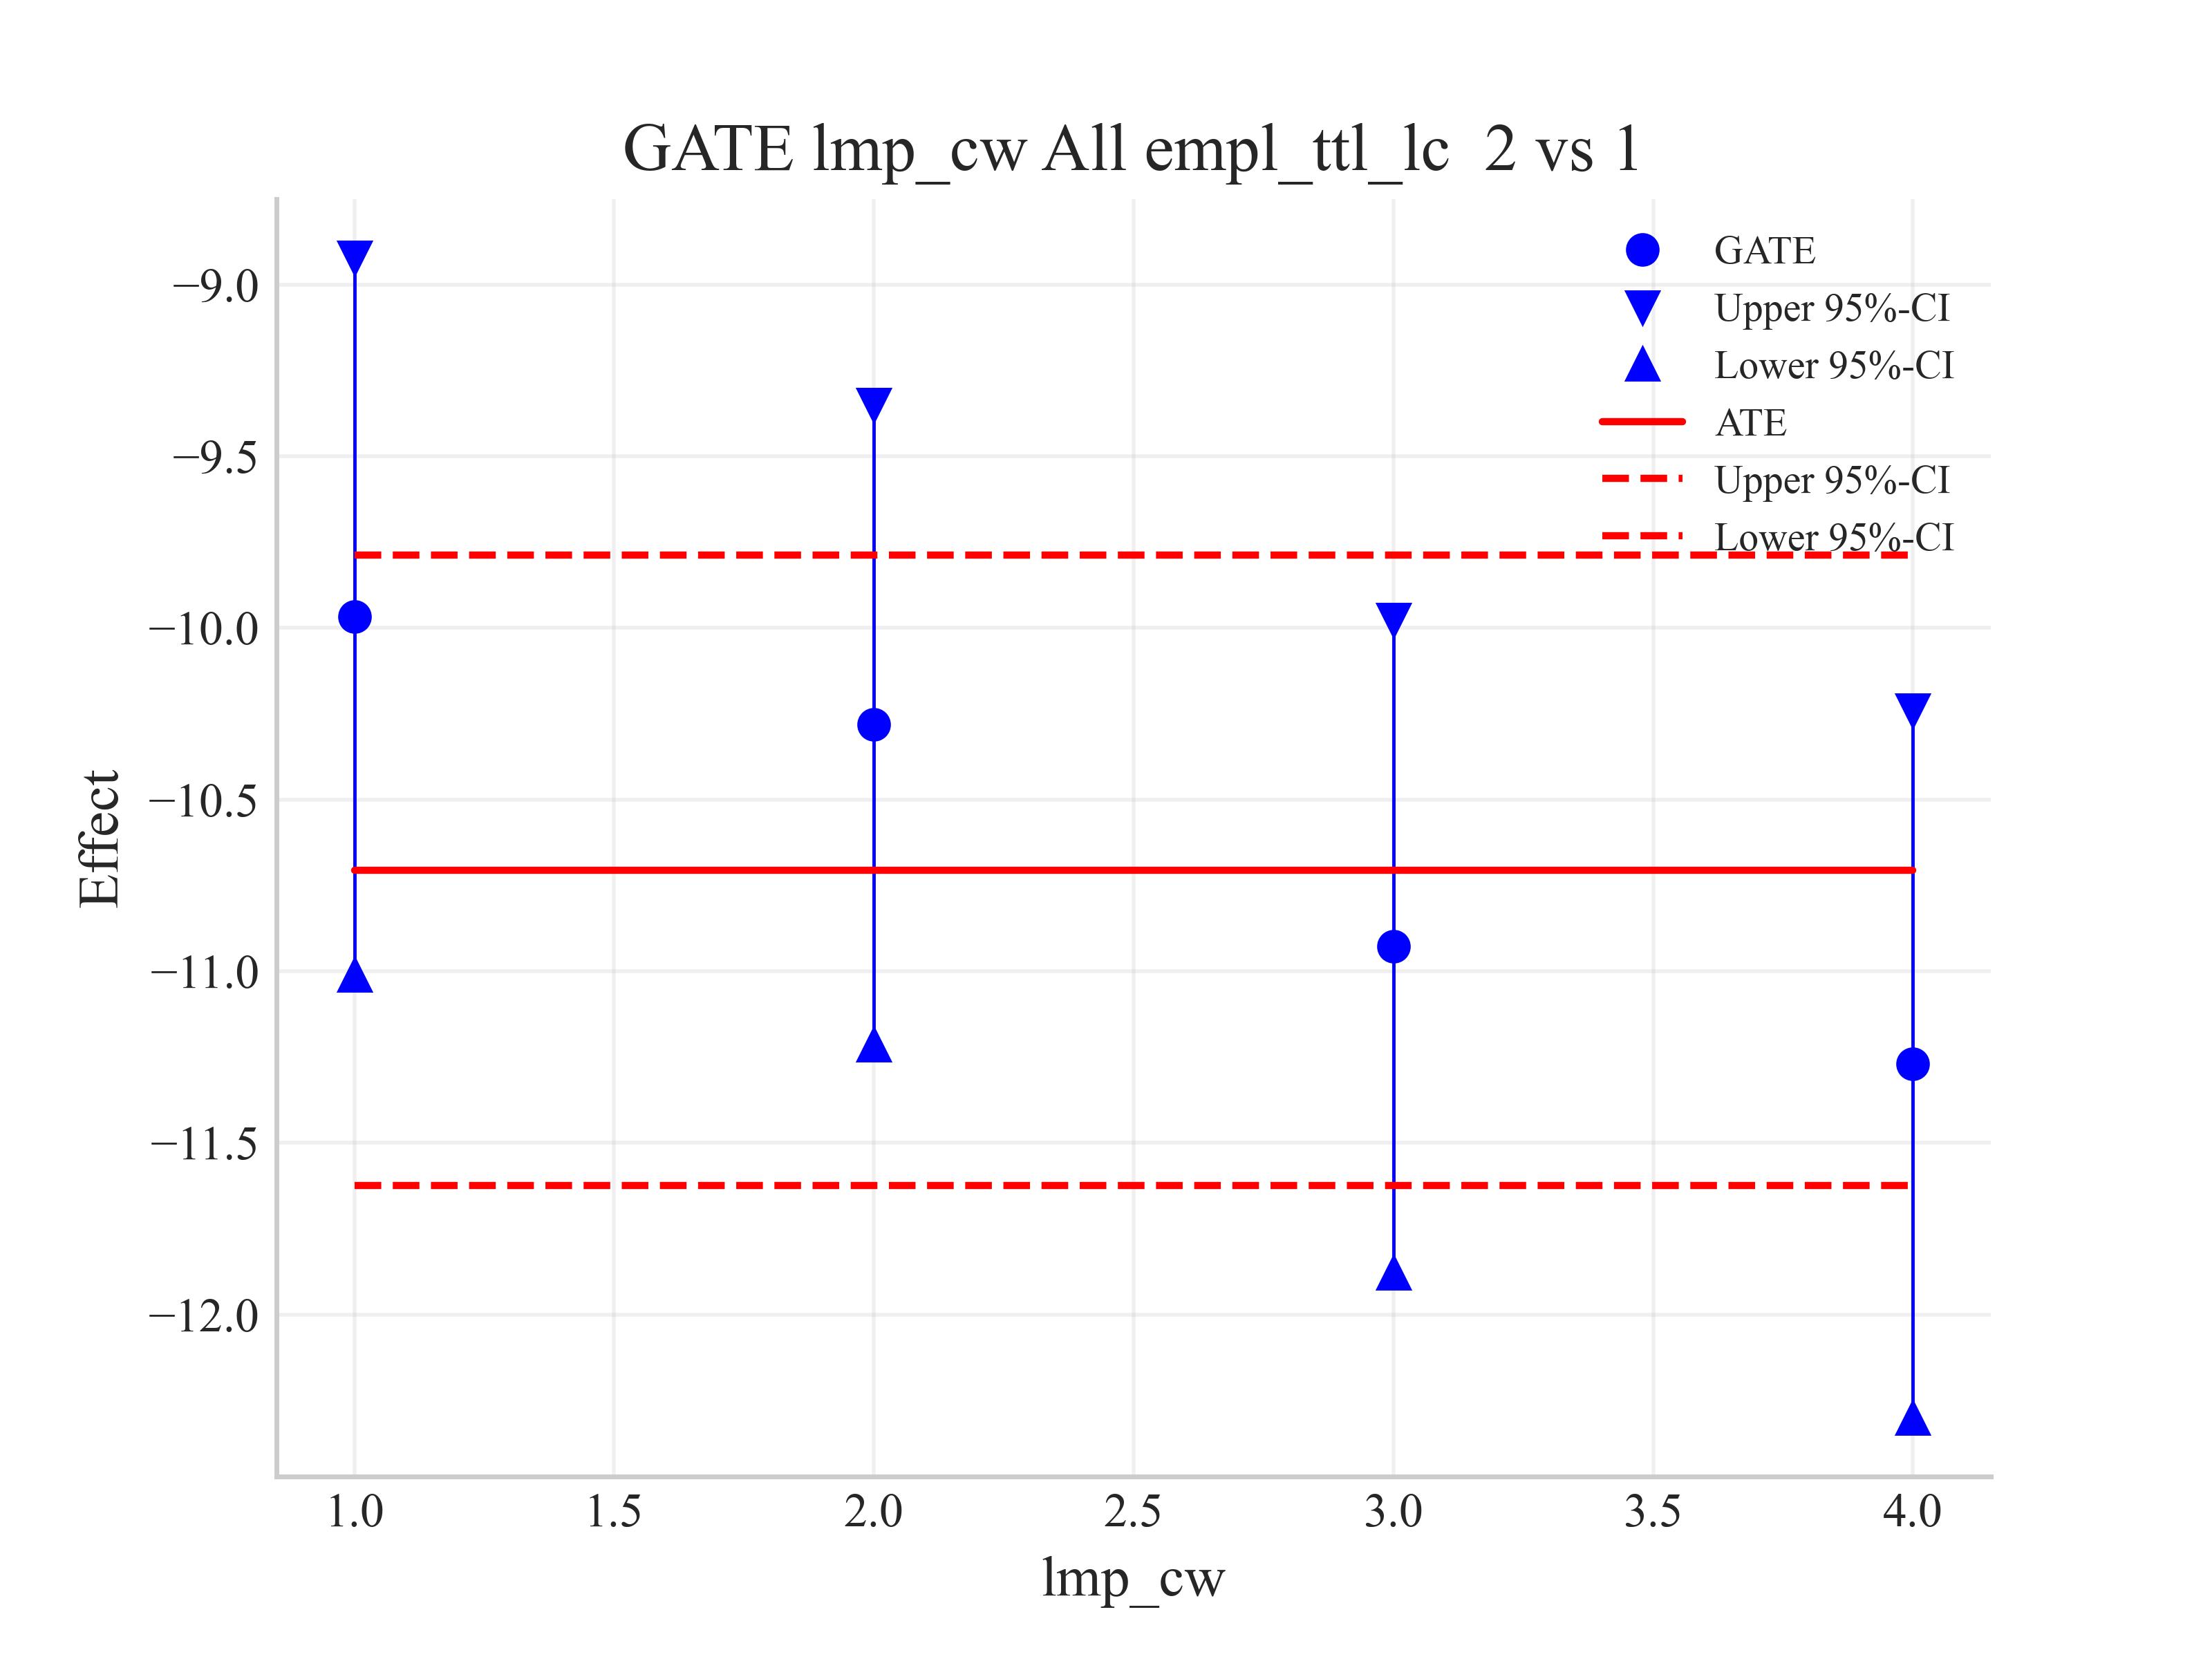 GATE lmp_cw All empl_ttl_lc  2 vs 1
GATE
Upper 95%-CI
Lower 95%-CI
ATE
Upper 95%-CI
Lower 95%-CI
−9.0
−9.5
−10.0
−10.5
−11.0
−11.5
−12.0
Effect
1.0 1.5 2.0 2.5 3.0 3.5 4.0
lmp_cw